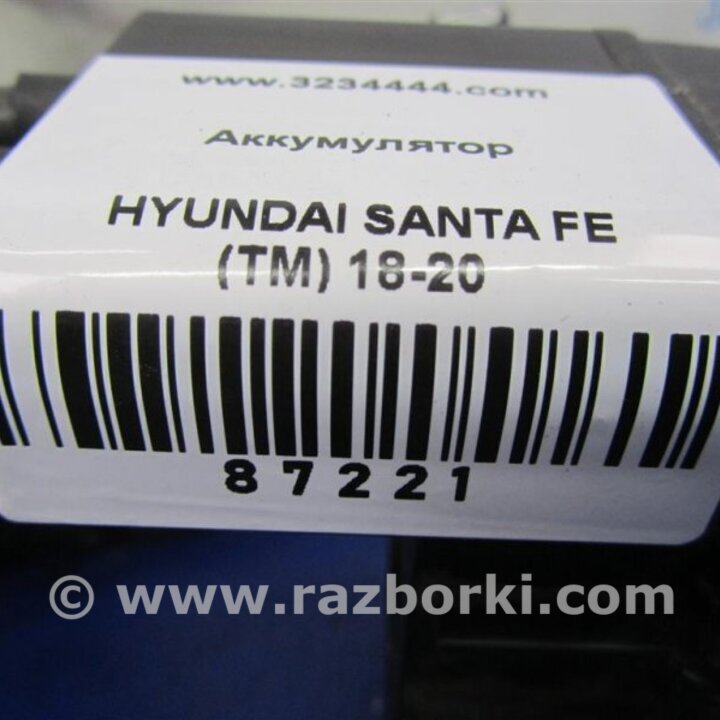 www.3234444.com
Аккумулятор
HYUNDAI SANTA FE
(TM) 18-20
87221
© www.razborki.com